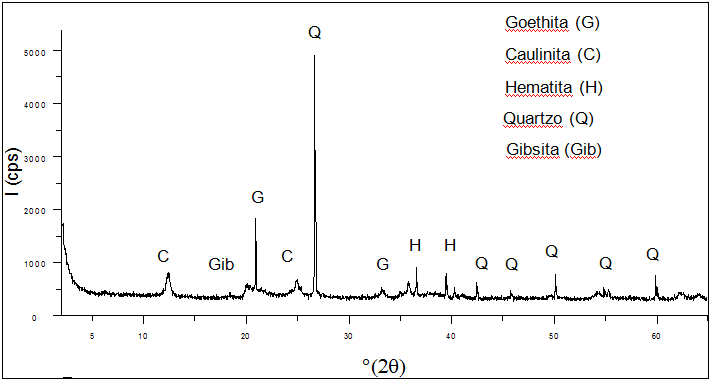 Goethita (G)
Caulinita (C)
Hematita (H)
Quartzo (Q)
Gibsita (Gib)
Q
G
C
Gib
C
G
H
H
Q
Q
Q
Q
Q
I (cps)
5000
4000
3000
2000
1000
0
5 10 20 30 40 50 60
°(2θ)